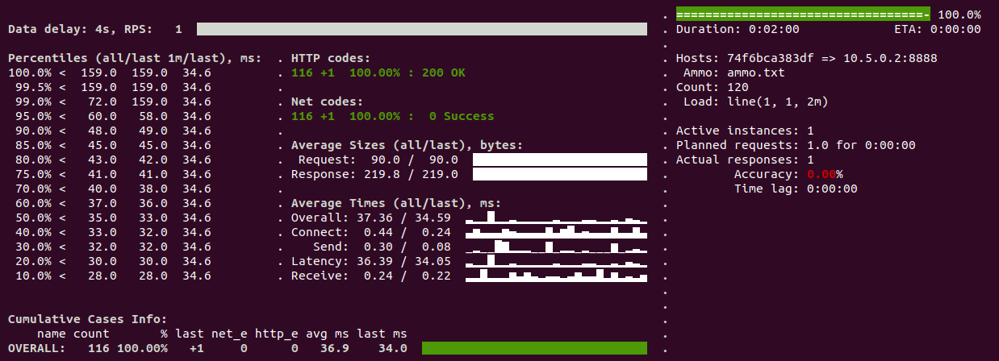 Data delay: 4s, RPS:   1
Percentiles (all/last 1m/last), ms:
100.0% <  159.0  159.0  34.6
99.5% <  159.0  159.0  34.6
99.0% <   72.0  159.0  34.6
95.0% <   60.0   58.0  34.6
90.0% <   48.0   49.0  34.6
85.0% <   45.0   45.0  34.6
80.0% <   43.0   42.0  34.6
75.0% <   41.0   41.0  34.6
70.0% <   40.0   38.0  34.6
60.0% <   37.0   36.0  34.6
50.0% <   35.0   33.0  34.6
40.0% <   33.0   32.0  34.6
30.0% <   32.0   32.0  34.6
20.0% <   30.0   30.0  34.6
10.0% <   28.0   28.0  34.6
. HTTP codes:
. 116 +1  100.00% : 200 OK
.
. Net codes:
. 116 +1  100.00% :  0 Success
.
. Average Sizes (all/last), bytes:
.  Request:  90.0 /  90.0
. Response: 219.8 / 219.0
.
. Average Times (all/last), ms:
. Overall: 37.36 / 34.59
. Connect:  0.44 /  0.24
.    Send:  0.30 /  0.08
. Latency: 36.39 / 34.05
. Receive:  0.24 /  0.22
Cumulative Cases Info:
name count       % last net_e http_e avg ms last ms
OVERALL:   116 100.00%   +1     0      0   36.9    34.0
. ==================================- 100.0%
. Duration: 0:02:00             ETA: 0:00:00
.
. Hosts: 74f6bca383df => 10.5.0.2:8888
.  Ammo: ammo.txt
. Count: 120
.  Load: line(1, 1, 2m)
.
. Active instances: 1
. Planned requests: 1.0 for 0:00:00
. Actual responses: 1
.         Accuracy: 0.00%
.         Time lag: 0:00:00
.
.
.
.
.
.
.
.
.
.
.